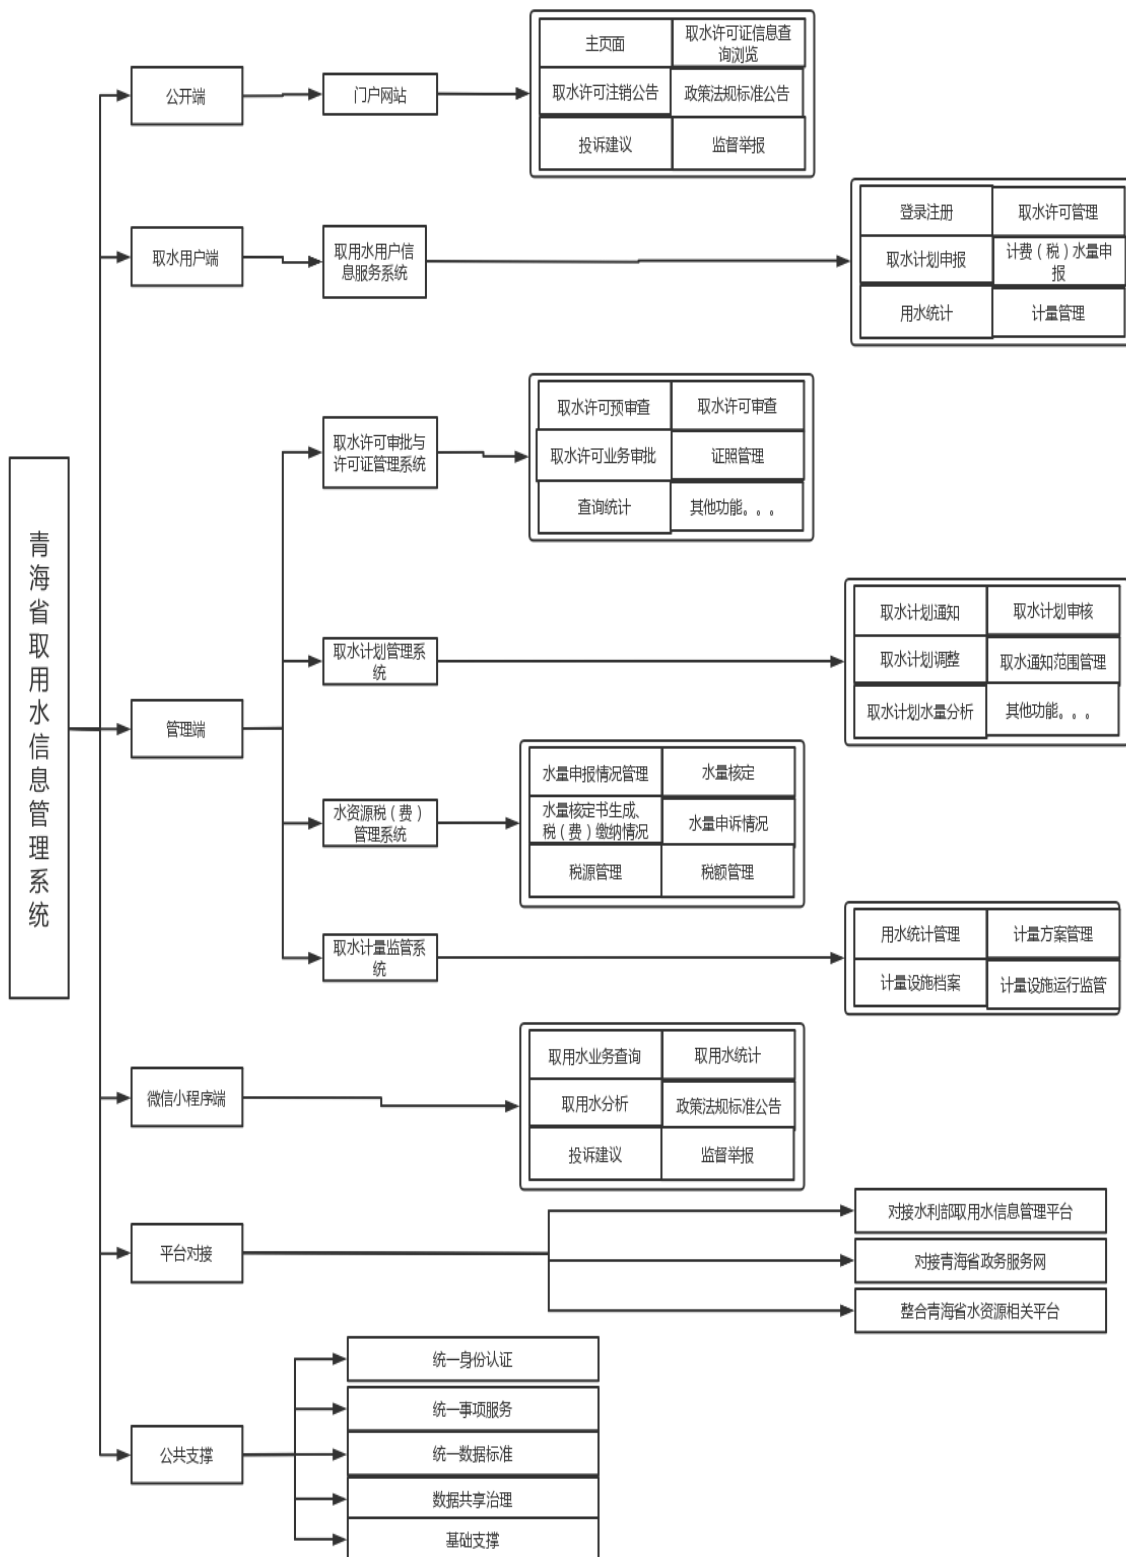 青海省取用水信息管理系统
公开端
门户网站
主页面
取水许可证信息查
询浏览
取水许可注销公告
政策法规标准公告
投诉建议
监督举报
取水用户端
取用水用户信
息服务系统
登录注册
取水许可管理
取水计划申报
计费（税）水量申
报
用水统计
计量管理
管理端
取水许可审批与
许可证管理系统
取水许可预审查
取水许可审查
取水许可业务审批
证照管理
查询统计
其他功能。。。
取水计划管理系
统
取水计划通知
取水计划审核
取水计划调整
取水通知范围管理
取水计划水量分析
其他功能。。。
水资源税（费）
管理系统
水量申报情况管理
水量核定
水量核定书生成、
税（费）缴纳情况
水量申诉情况
税源管理
税额管理
取水计量监管系
统
用水统计管理
计量方案管理
计量设施档案
计量设施运行监管
微信小程序端
取用水业务查询
取用水统计
取用水分析
政策法规标准公告
投诉建议
监督举报
平台对接
对接水利部取用水信息管理平台
对接青海省政务服务网
整合青海省水资源相关平台
公共支撑
统一身份认证
统一事项服务
统一数据标准
数据共享治理
基础支撑